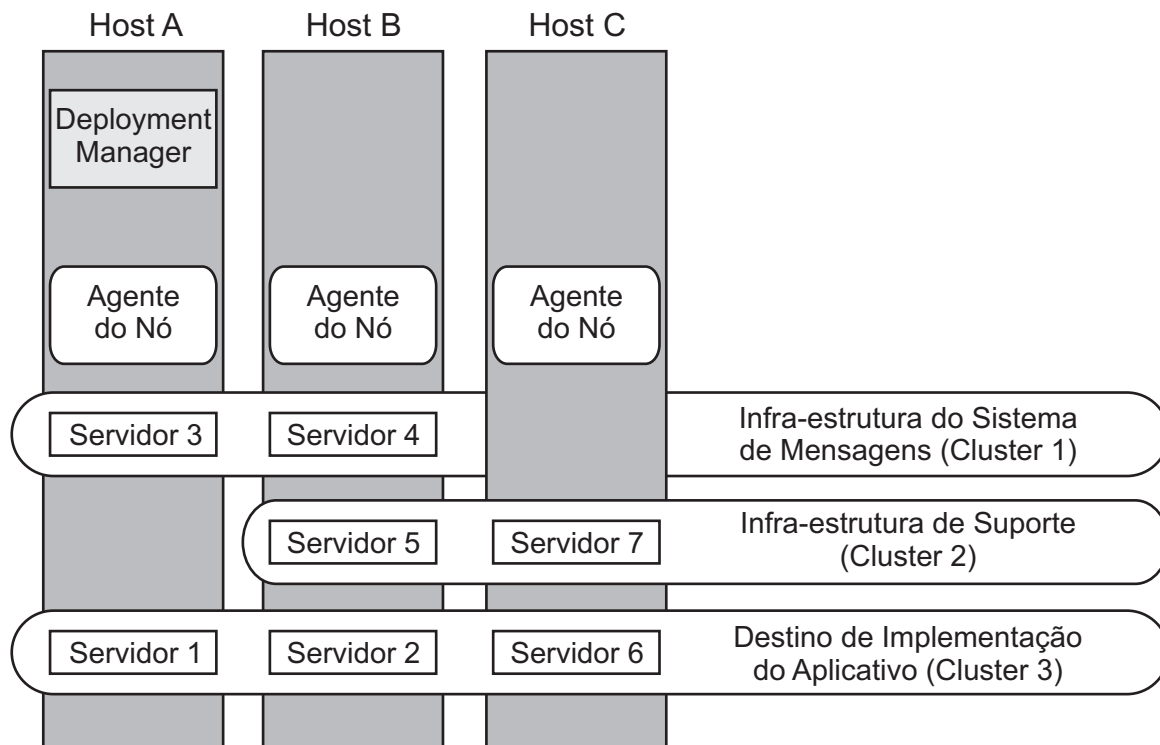 Host A
Host B
Host C
Deployment
Manager
Agente
do Nó
Agente
do Nó
Agente
do Nó
Servidor 3
Servidor 4
Infra-estrutura do Sistema
de Mensagens (Cluster 1)
Servidor 5
Servidor 7
Infra-estrutura de Suporte
(Cluster 2)
Servidor 1
Servidor 2
Servidor 6
Destino de Implementação
do Aplicativo (Cluster 3)